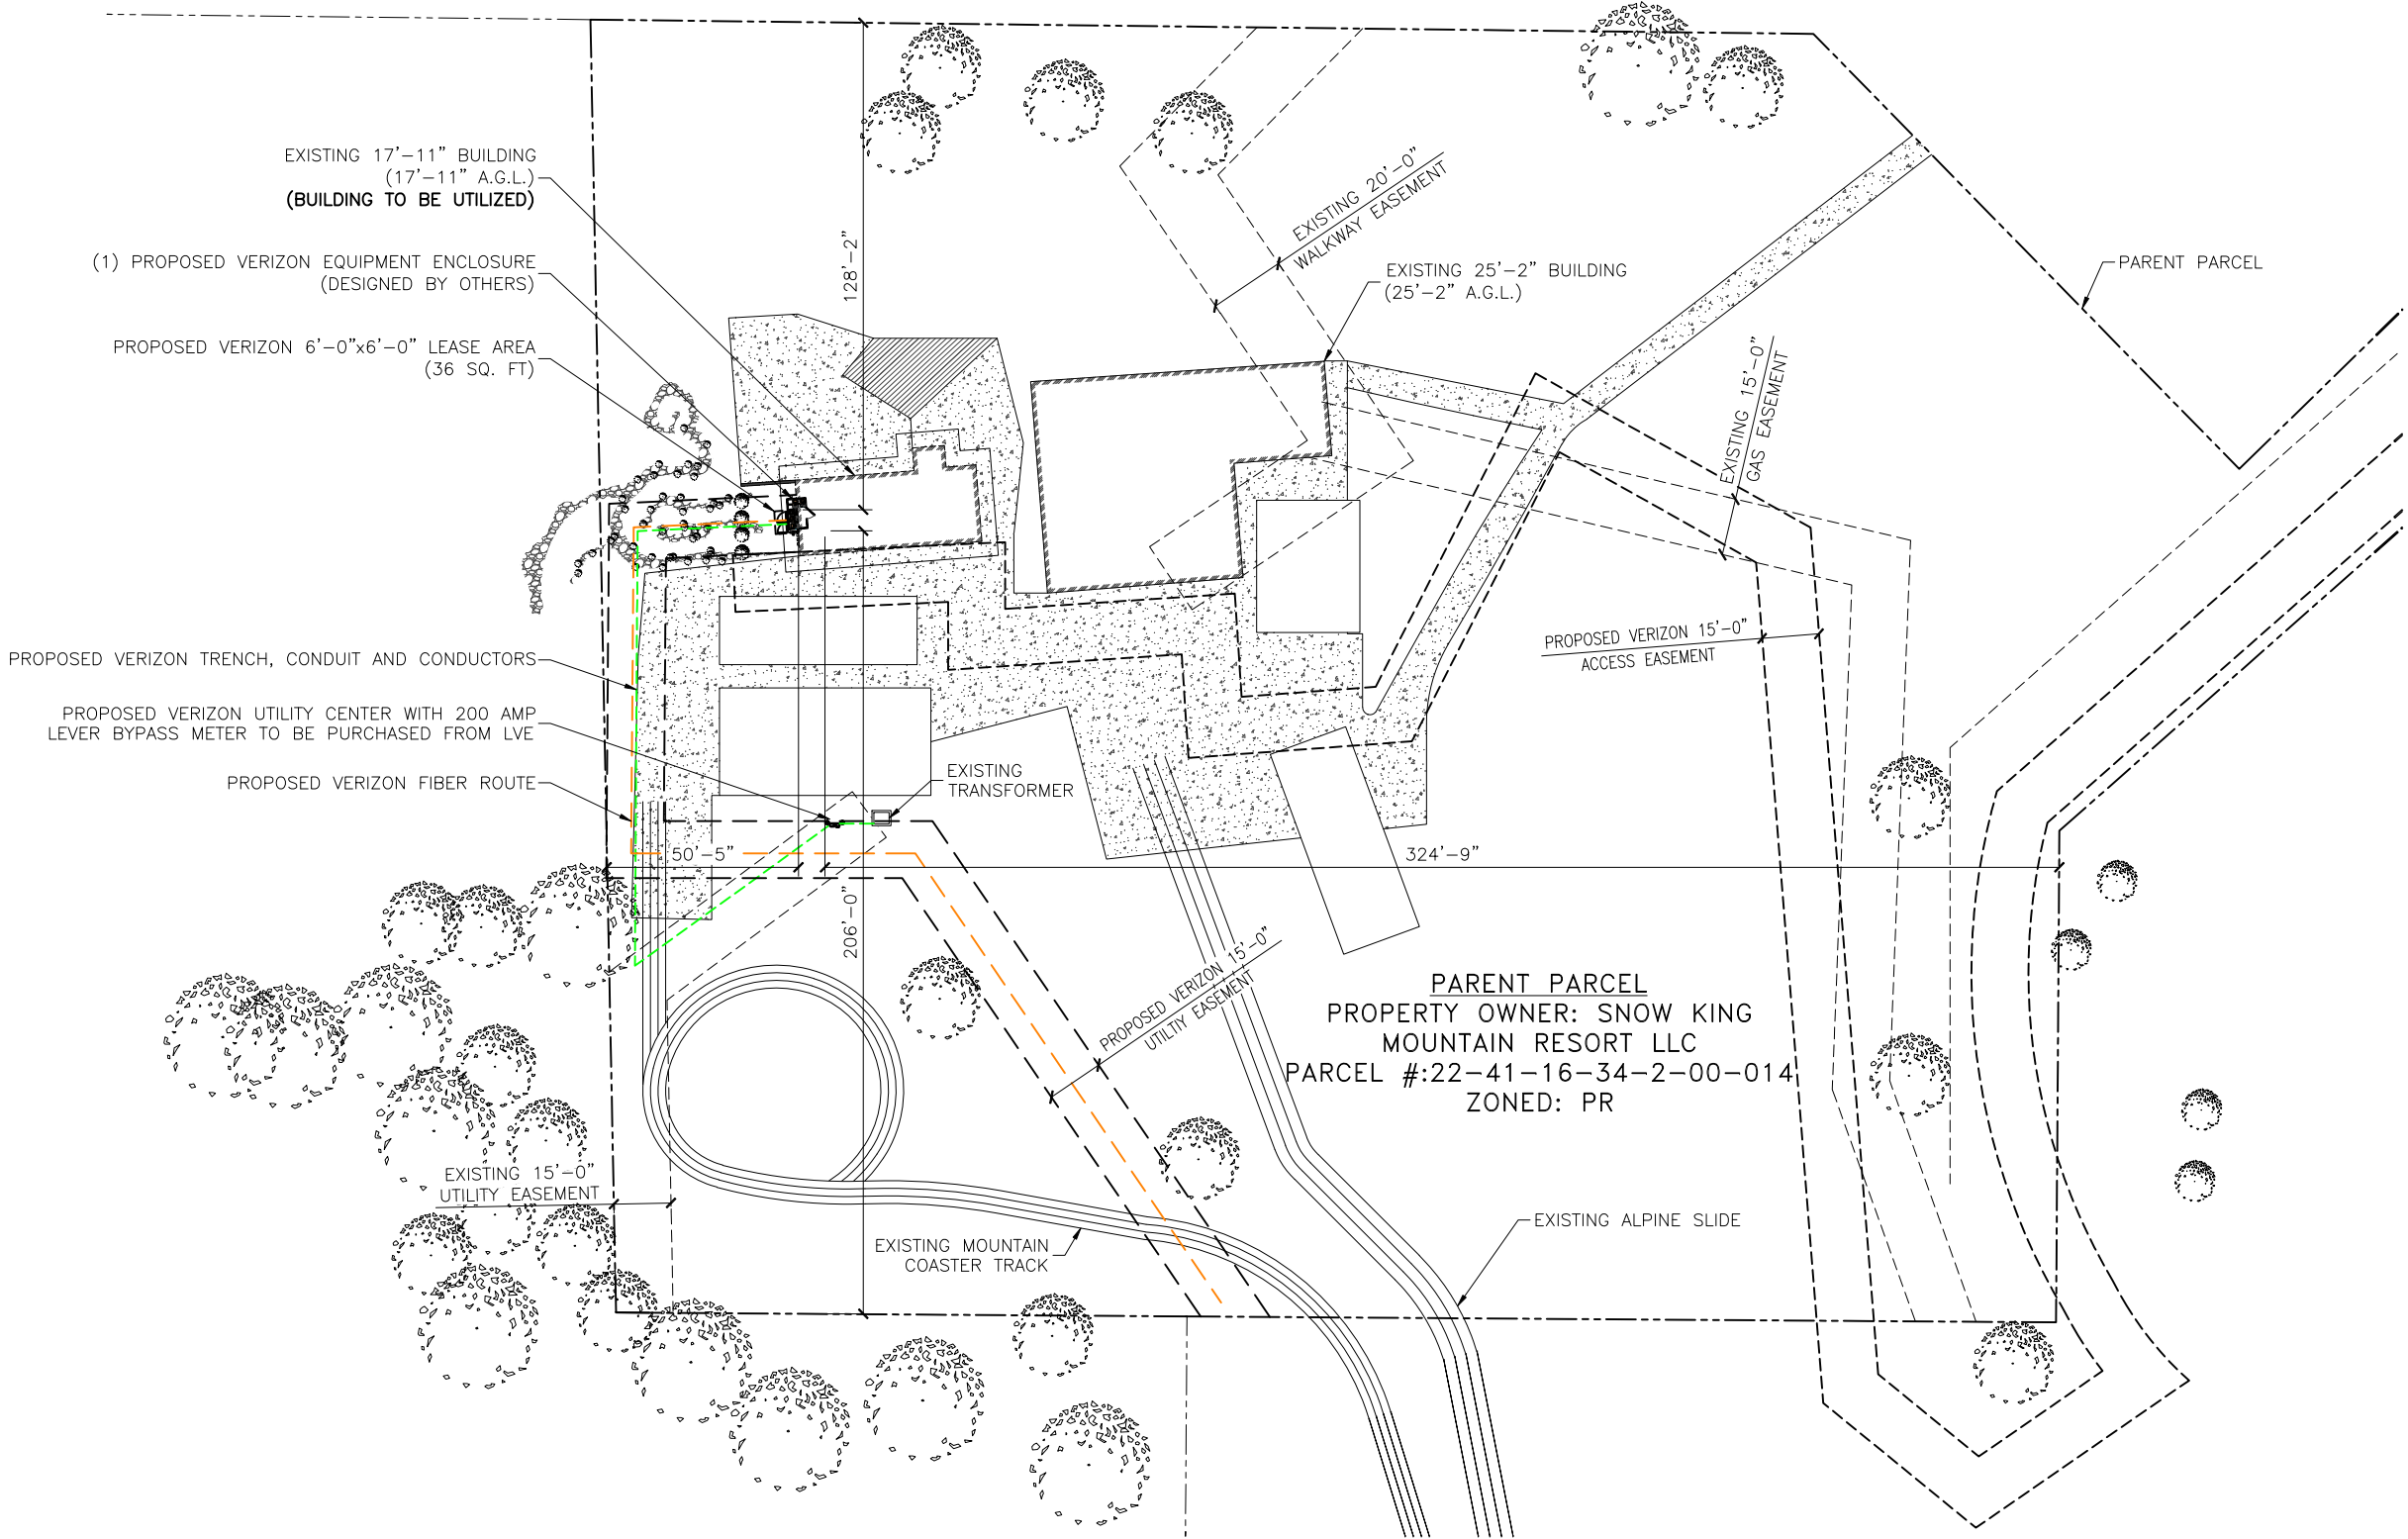 EXISTING 17'-11" BUILDING
(17'-11" A.G.L.)
(BUILDING TO BE UTILIZED)
(1) PROPOSED VERIZON EQUIPMENT ENCLOSURE
(DESIGNED BY OTHERS)
PROPOSED VERIZON 6'-0"x6'-0" LEASE AREA
(36 SQ. FT)
128'-2"
EXISTING 20'-0"
WALKWAY EASEMENT
EXISTING 25'-2" BUILDING
(25'-2" A.G.L.)
PARENT PARCEL
EXISTING 15'-0"
GAS EASEMENT
PROPOSED VERIZON 15'-0"
ACCESS EASEMENT
PROPOSED VERIZON TRENCH, CONDUIT AND CONDUCTORS
PROPOSED VERIZON UTILITY CENTER WITH 200 AMP
LEVER BYPASS METER TO BE PURCHASED FROM LVE
PROPOSED VERIZON FIBER ROUTE
EXISTING
TRANSFORMER
50'-5"
324'-9"
206'-0"
PROPOSED VERIZON 15'-0"
UTILTIY EASEMENT
PARENT PARCEL
PROPERTY OWNER: SNOW KING
MOUNTAIN RESORT LLC
PARCEL #:22-41-16-34-2-00-014
ZONED: PR
EXISTING 15'-0"
UTILITY EASEMENT
EXISTING MOUNTAIN
COASTER TRACK
EXISTING ALPINE SLIDE